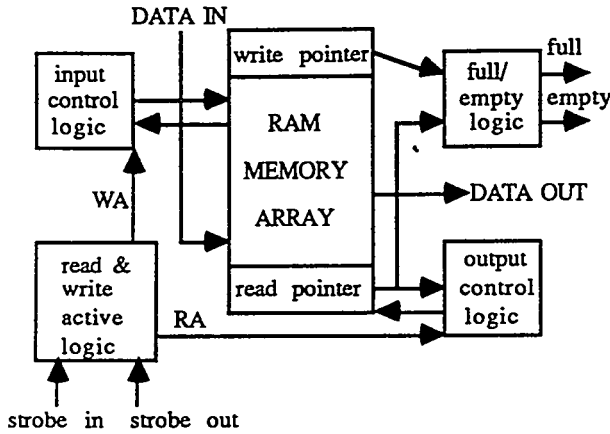 DATA IN
input
control
logic
write pointer
RAM
MEMORY
ARRAY
read pointer
full/
empty
logic
full
empty
DATA OUT
WA
read &
write
active
logic
RA
output
control
logic
strobe in
strobe out